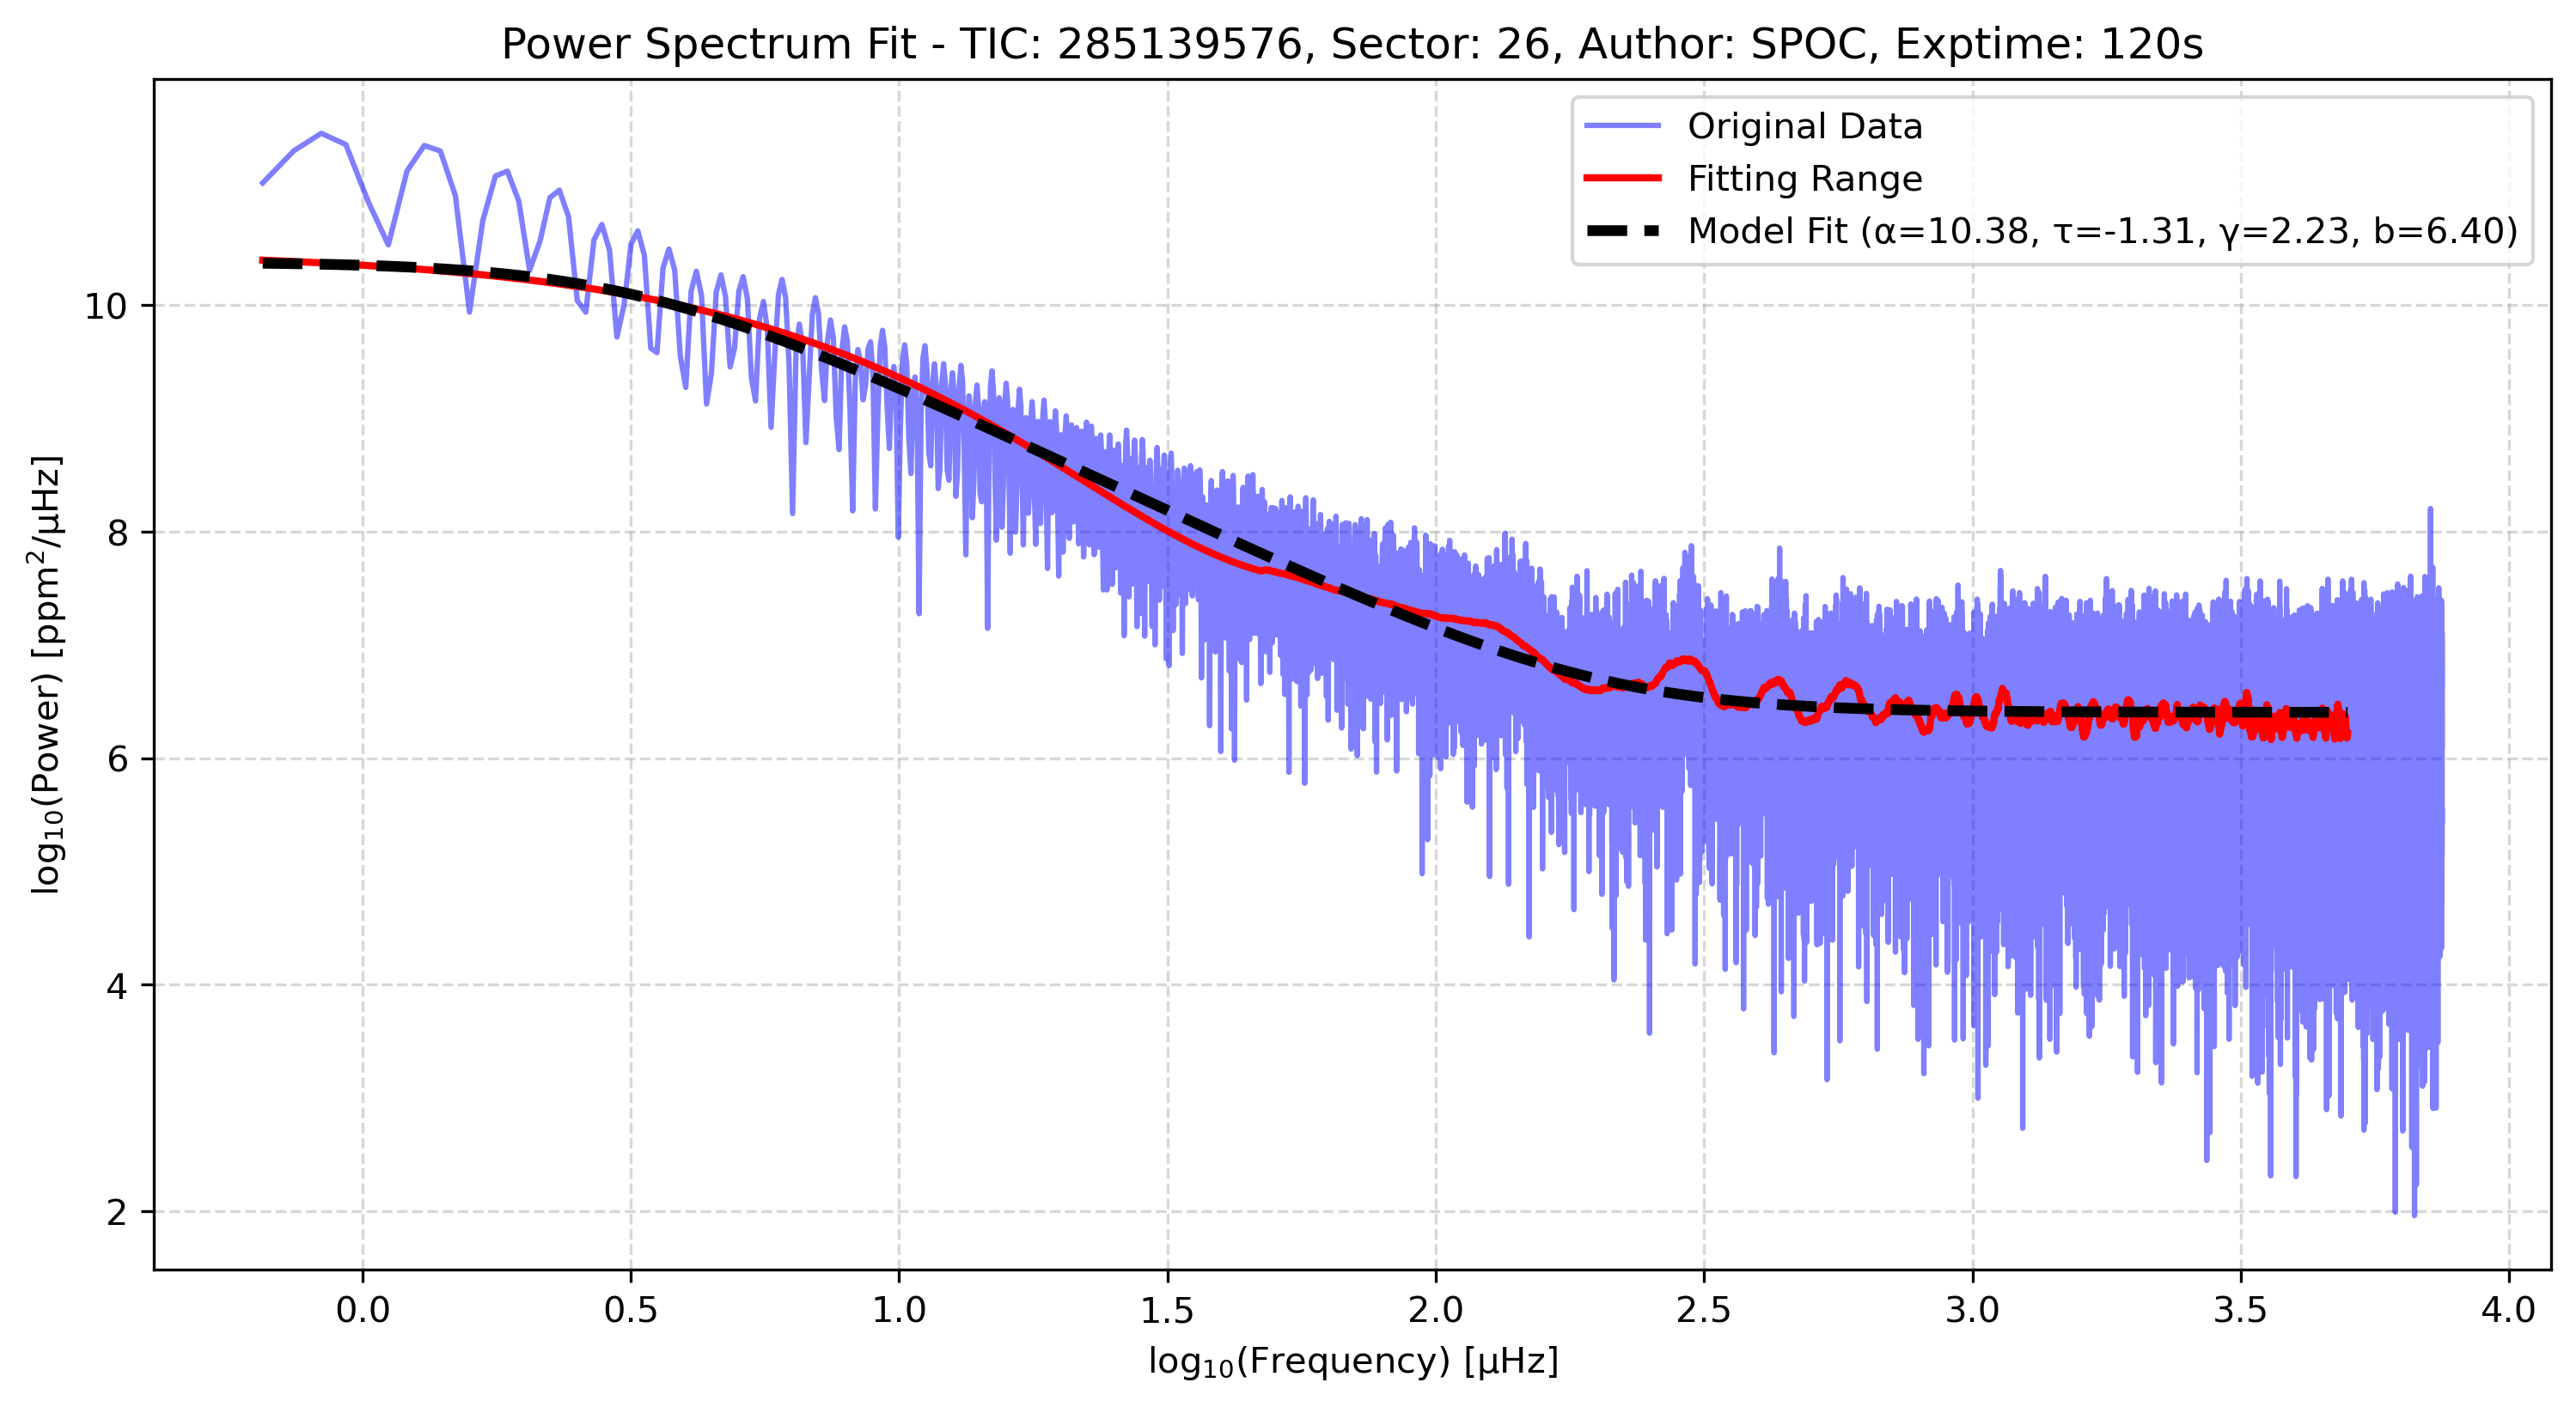 Power Spectrum Fit - TIC: 285139576, Sector: 26, Author: SPOC, Exptime: 120s
Original Data
Fitting Range
Model Fit (α=10.38, τ=-1.31, γ=2.23, b=6.40)
log₁₀(Power) [ppm²/µHz]
10
8
6
4
2
0.0 0.5 1.0 1.5 2.0 2.5 3.0 3.5 4.0
log₁₀(Frequency) [µHz]